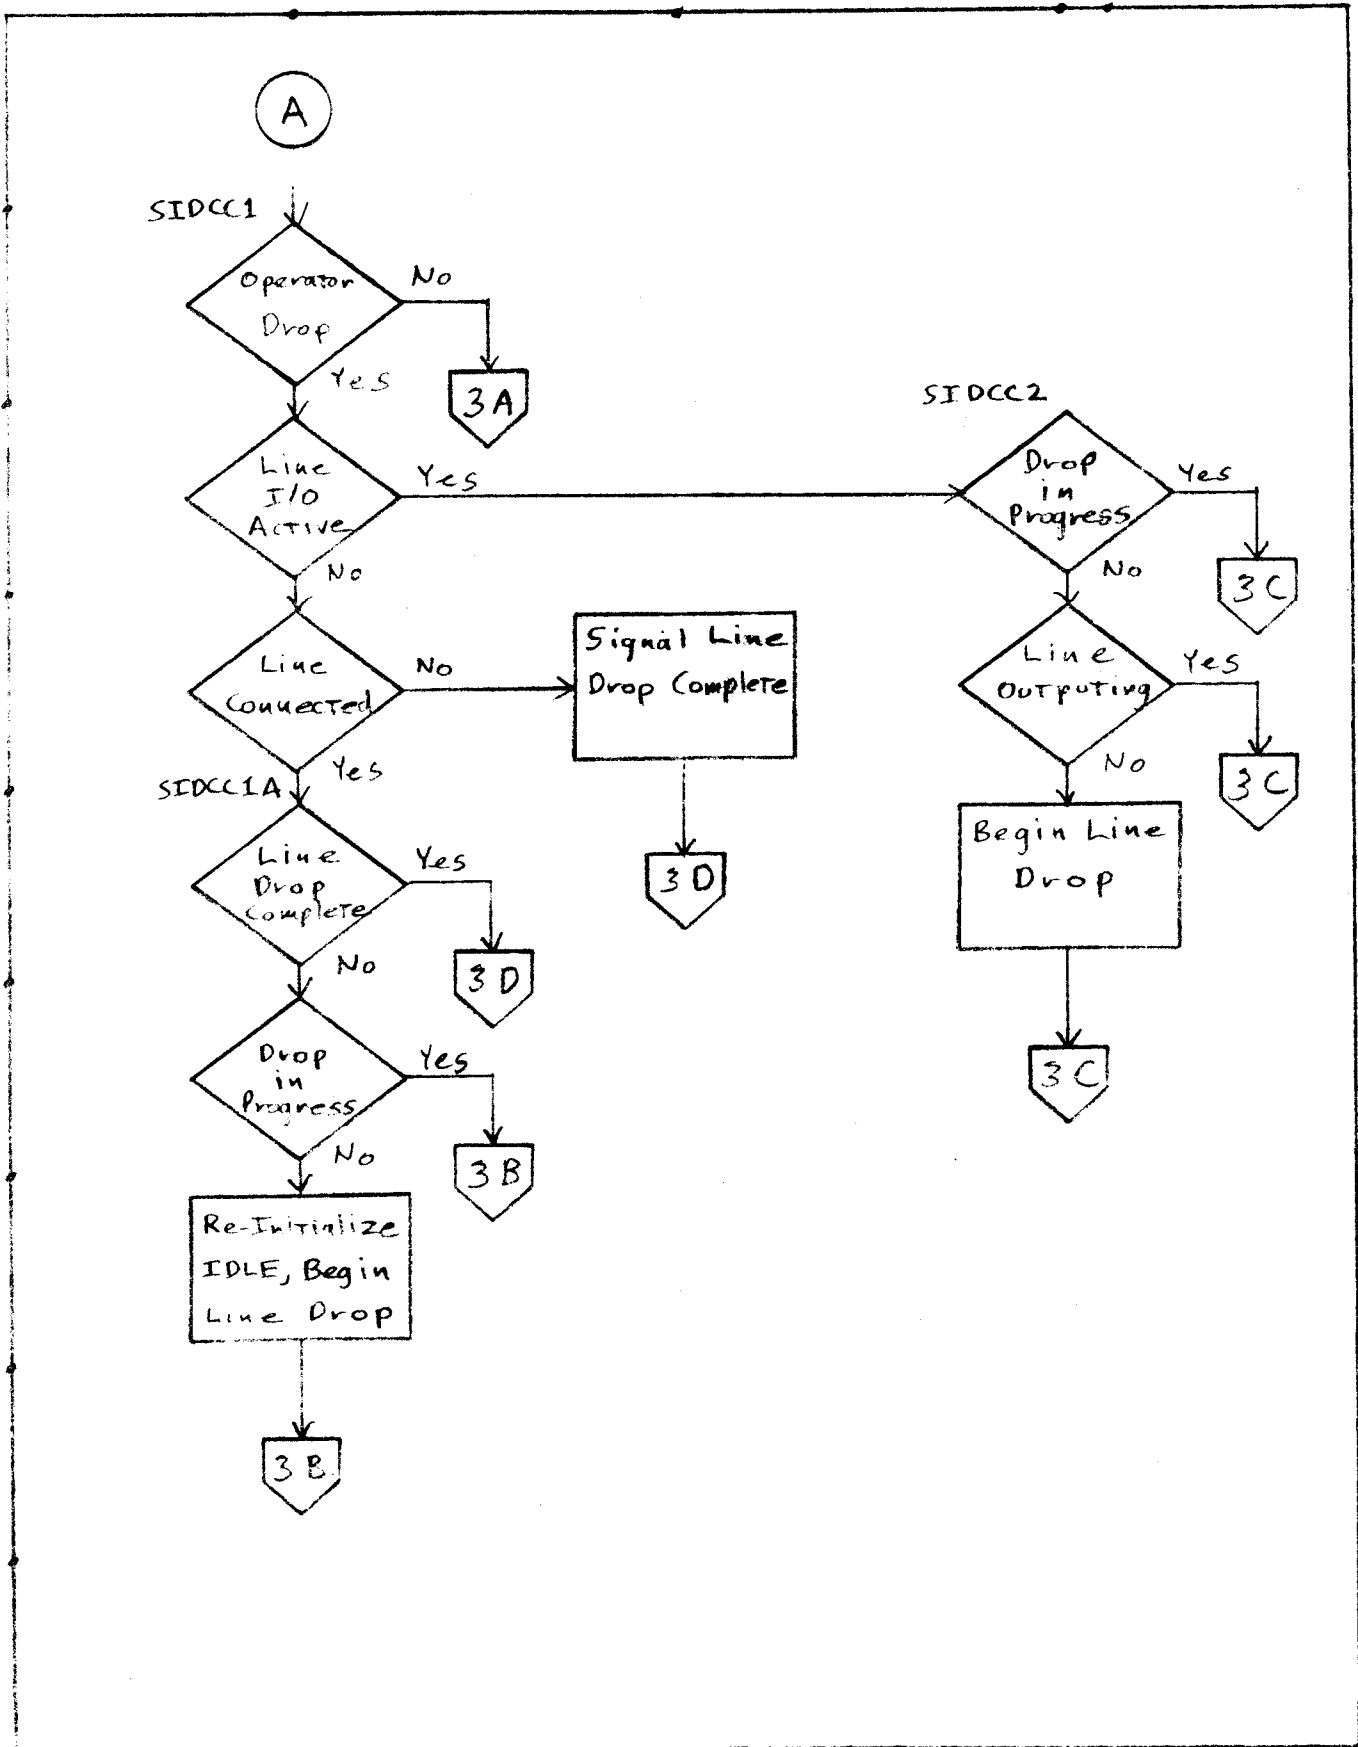 A
SIDCC1
Operator
Drop
No
3A
Yes
Line
I/O
Active
Yes
No
Line
Connected
No
Signal Line
Drop Complete
3D
Yes
SIDCC1A
Line
Drop
Complete
Yes
3D
No
Drop
in
Progress
Yes
3B
No
Re-Initialize
IDLE, Begin
Line Drop
3B
SIDCC2
Drop
in
Progress
Yes
3C
No
Line
Outputing
Yes
3C
No
Begin Line
Drop
3C